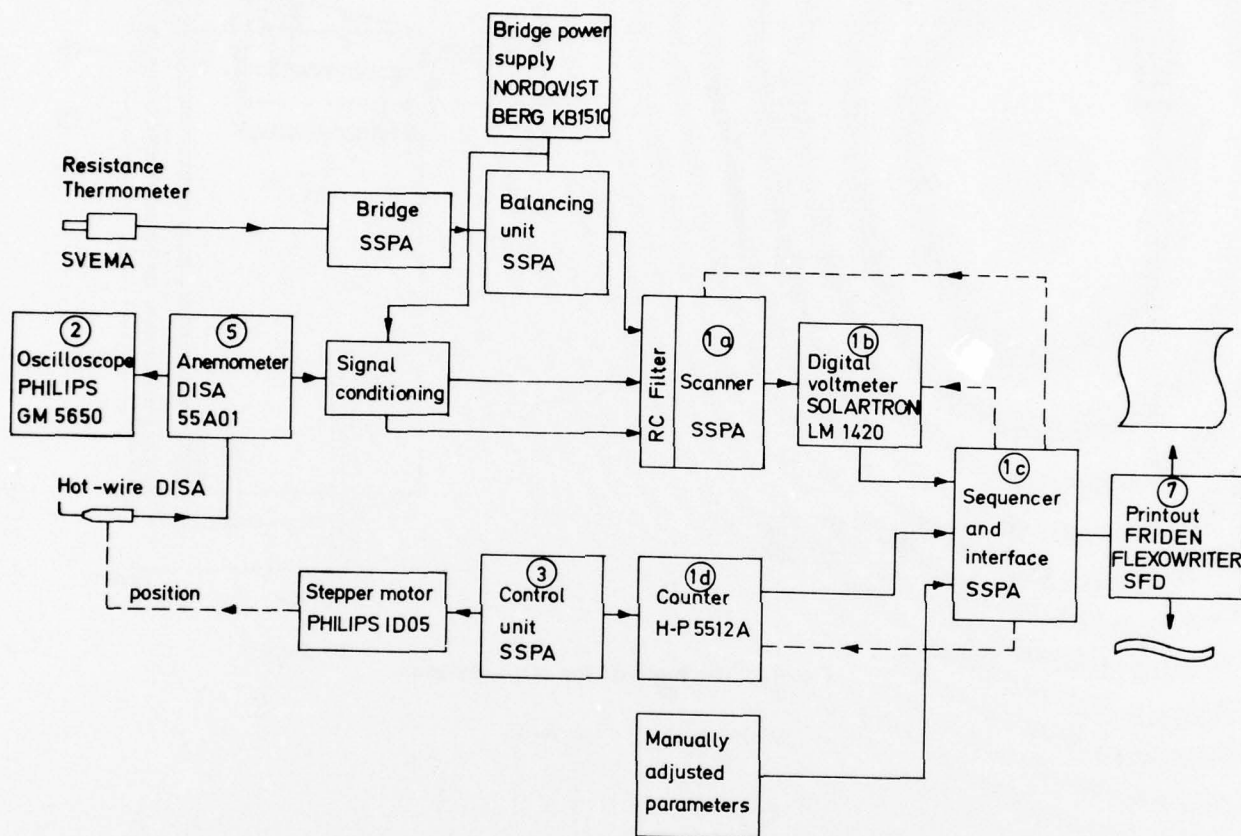 Bridge power
supply
NORDQVIST
BERG KB1510
Resistance
Thermometer
SVEMA
Bridge
SSPA
Balancing
unit
SSPA
2
Oscilloscope
PHILIPS
GM 5650
5
Anemometer
DISA
55A01
Signal
conditioning
RC Filter
1a
Scanner
SSPA
1b
Digital
voltmeter
SOLARTRON
LM 1420
Hot-wire DISA
1c
Sequencer
and
interface
SSPA
7
Printout
FRIDEN
FLEXOWRITER
SFD
position
Stepper motor
PHILIPS ID05
3
Control
unit
SSPA
1d
Counter
H-P 5512A
Manually
adjusted
parameters